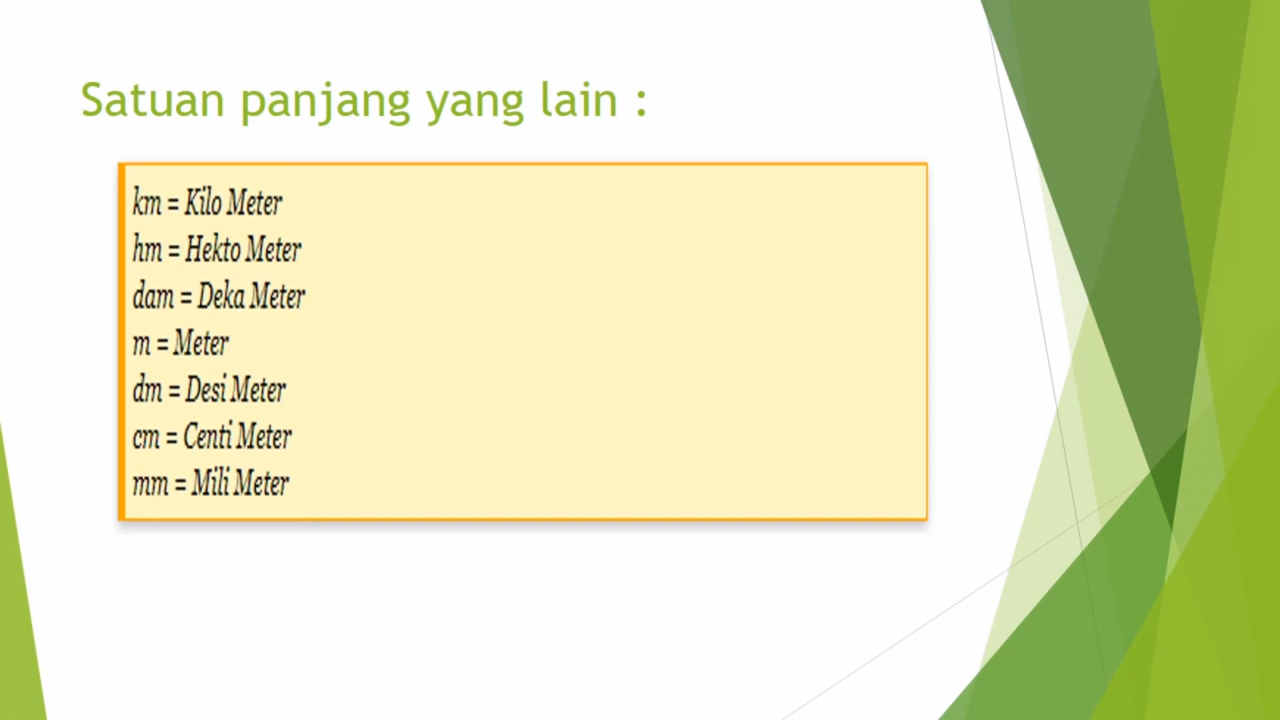 Satuan panjang yang lain :
km = Kilo Meter
hm = Hekto Meter
dam = Deka Meter
m = Meter
dm = Desi Meter
cm = Centi Meter
mm = Mili Meter